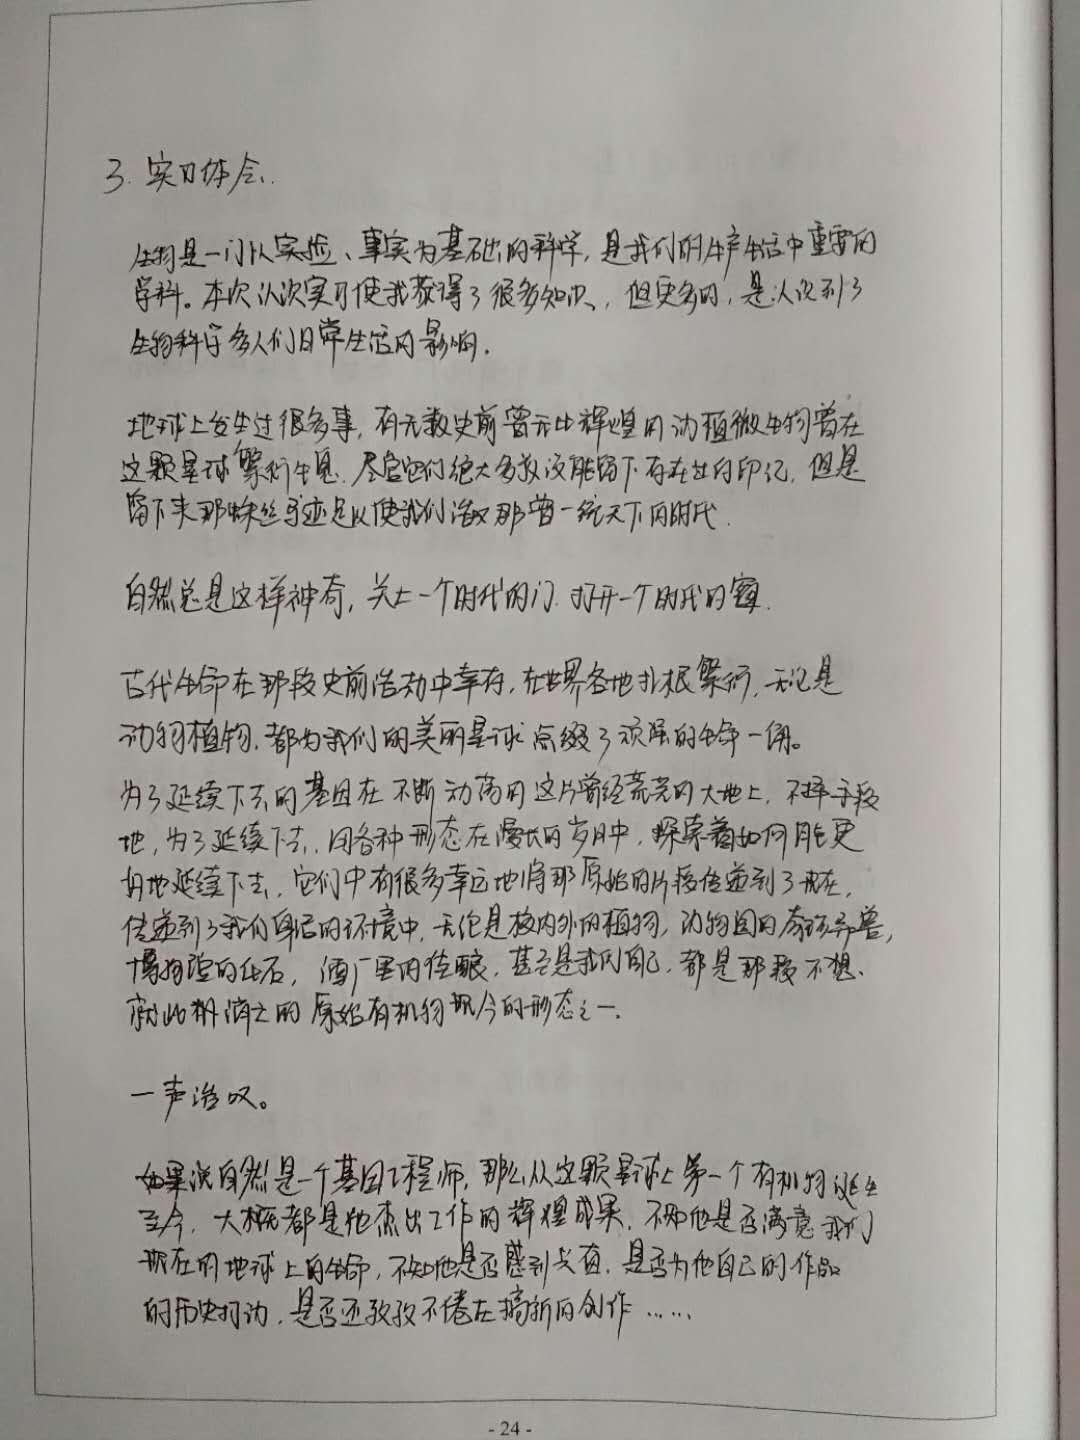 3. 实习体会.
生物是一门以实验、事实为基础的科学, 是我们的生产生活中重要的
学科。本次认次实习使我获得了很多知识、, 但更多的, 是认识到了
生物科学多人们日常生活的影响.
地球上发生过很多事, 有无数史前曾无比辉煌的动植微生物曾在
这颗星球繁衍生息. 尽管它们绝大多数没能留下存在过的印记, 但是
留下来那蛛丝马迹足以使我们浩叹那曾一统天下的时代.
自然总是这样神奇, 关上一个时代的门. 打开一个时代的窗.
古代生命在那段史前浩劫中幸存, 在世界各地扎根繁衍, 无论是
动物植物, 都为我们的美丽星球点缀了顽强的生命一角。
为了延续下去的基因在不断动荡的这片曾经荒芜的大地上, 不择手段
地, 为了延续下去, 用各种形态在漫长的岁月中, 探索着如何能更
好地延续下去, 它们中有很多幸运地将那原始的片段传递到了现在,
传递到了我们身后的环境中, 无论是校内外的植物, 动物园的奇珍异兽,
博物馆的化石, 酒厂里的佳酿, 甚至是我们自己, 都是那段不想.
就此枬消亡的原始有机物现今的形态之一.
一声浩叹。
如果说自然是一个基因工程师, 那么从这颗星球上第一个有机物诞生
至今, 大概都是他杰出工作的辉煌成果, 不知他是否满意我们
现在的地球上的生命, 不知他是否感到欣, 是否为他自己的作品
的历史打动, 是否还孜孜不倦在搞新的创作……
- 24 -